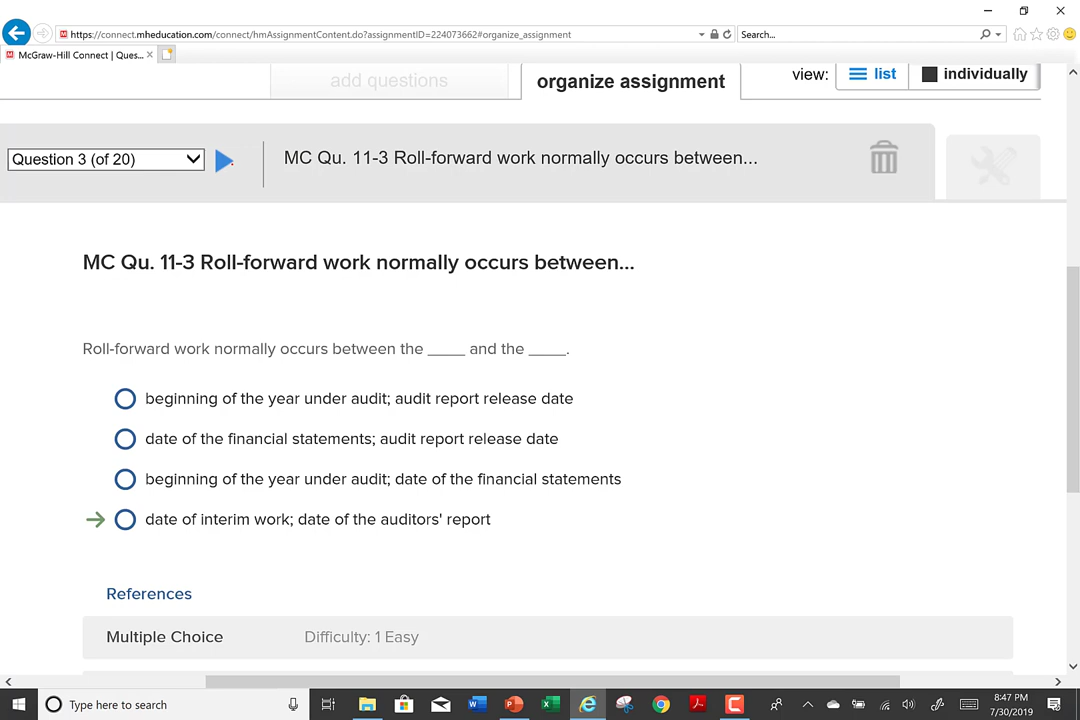 https://connect.mheducation.com/connect/hmAssignmentContent.do?assignmentID=224073662#organize_assignment
Search...
McGraw-Hill Connect | Ques...
add questions
organize assignment
view:
list
individually
Question 3 (of 20)
MC Qu. 11-3 Roll-forward work normally occurs between...
MC Qu. 11-3 Roll-forward work normally occurs between...
Roll-forward work normally occurs between the ____ and the ____.
beginning of the year under audit; audit report release date
date of the financial statements; audit report release date
beginning of the year under audit; date of the financial statements
date of interim work; date of the auditors' report
References
Multiple Choice
Difficulty: 1 Easy
Type here to search
8:47 PM
7/30/2019